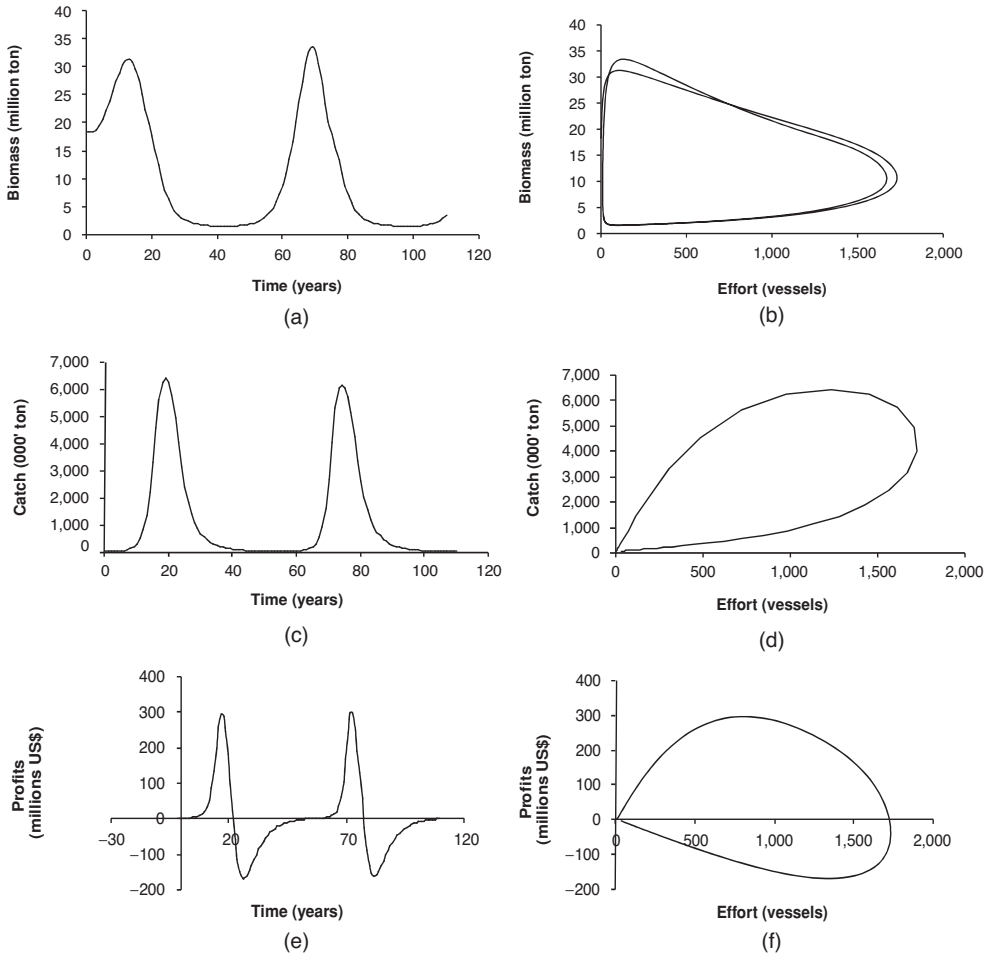 40
35
30
25
20
15
10
5
0
Biomass (million ton)
0 20 40 60 80 100 120
Time (years)
(a)
40
35
30
25
20
15
10
5
0
Biomass (million ton)
0 500 1,000 1,500 2,000
Effort (vessels)
(b)
7,000
6,000
5,000
4,000
3,000
2,000
1,000
0
Catch (000' ton)
0 20 40 60 80 100 120
Time (years)
(c)
7,000
6,000
5,000
4,000
3,000
2,000
1,000
0
Catch (000' ton)
0 500 1,000 1,500 2,000
Effort (vessels)
(d)
400
300
200
100
0
−100
−200
Profits
(millions US$)
−30 20 70 120
Time (years)
(e)
400
300
200
100
0
−100
−200
Profits
(millions US$)
0 500 1,000 1,500 2,000
Effort (vessels)
(f)